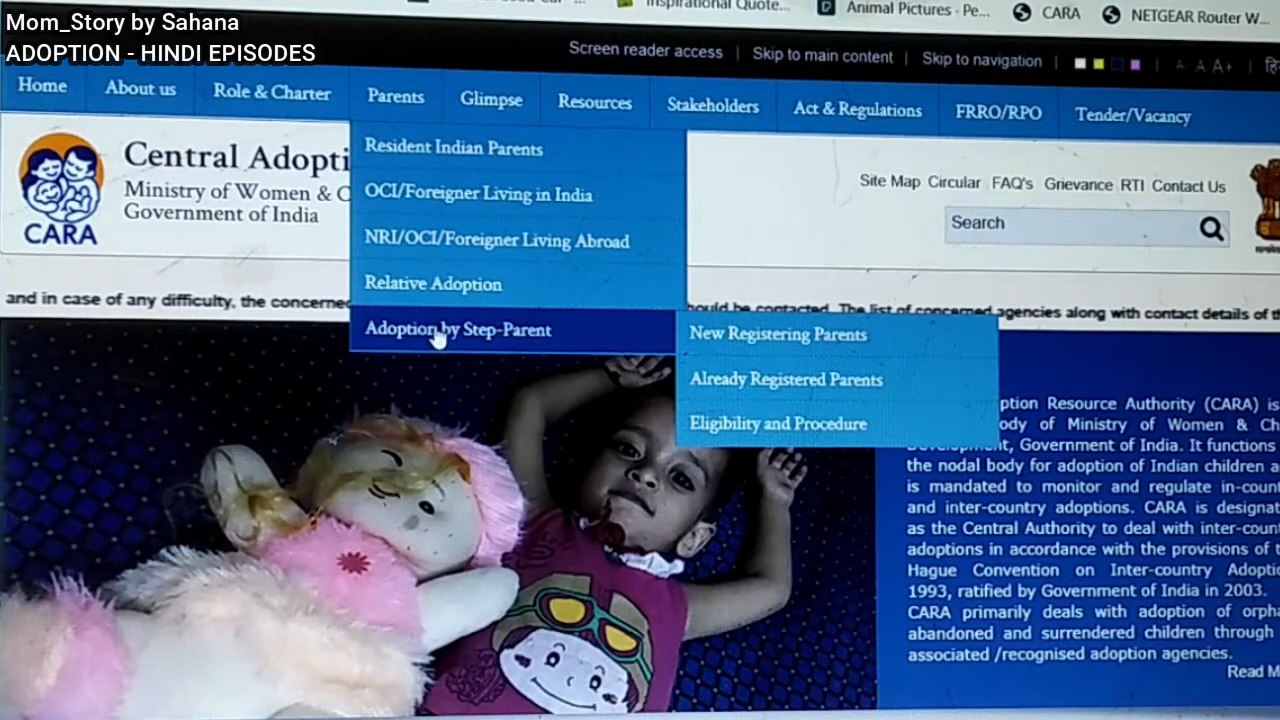 Mom_Story by Sahana
ADOPTION - HINDI EPISODES
Inspirational Quote...
Animal Pictures - Pe...
CARA
NETGEAR Router W...
Screen reader access | Skip to main content | Skip to navigation
A A A+
Home
About us
Role & Charter
Parents
Glimpse
Resources
Stakeholders
Act & Regulations
FRRO/RPO
Tender/Vacancy
CARA
Central Adopti
Ministry of Women & C
Government of India
Resident Indian Parents
OCI/Foreigner Living in India
NRI/OCI/Foreigner Living Abroad
Relative Adoption
Adoption by Step-Parent
New Registering Parents
Already Registered Parents
Eligibility and Procedure
Site Map Circular FAQ's Grievance RTI Contact Us
Search
and in case of any difficulty, the concerned
hould be contacted. The list of concerned agencies along with contact details of t
ption Resource Authority (CARA) is
ody of Ministry of Women & Ch
Development, Government of India. It functions
the nodal body for adoption of Indian children a
is mandated to monitor and regulate in-coun
and inter-country adoptions. CARA is designat
as the Central Authority to deal with inter-coun
adoptions in accordance with the provisions of t
Hague Convention on Inter-country Adoptio
1993, ratified by Government of India in 2003.
CARA primarily deals with adoption of orpha
abandoned and surrendered children through
associated /recognised adoption agencies.
Read M